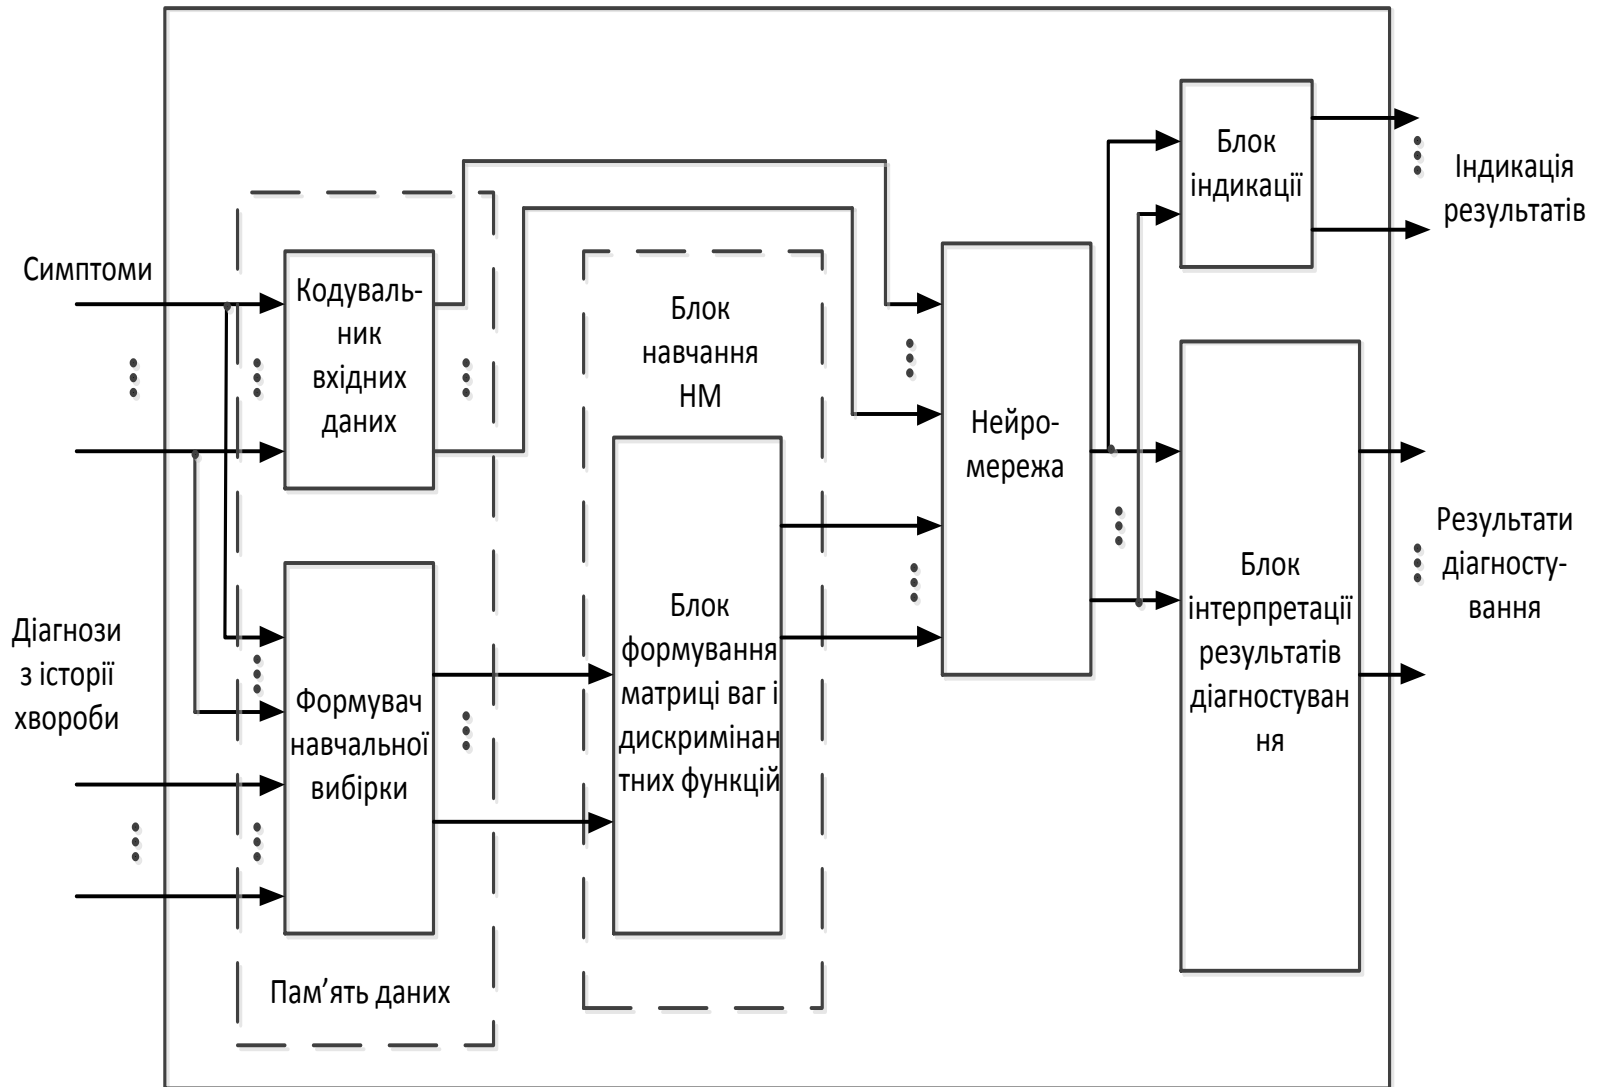 Симптоми
Діагнози
з історії
хвороби
Кодуваль-
ник
вхідних
даних
Формувач
навчальної
вибірки
Пам’ять даних
Блок
навчання
НМ
Блок
формування
матриці ваг і
дискримінан
тних функцій
Нейро-
мережа
Блок
індикації
Блок
інтерпретації
результатів
діагностуван
ня
Індикація
результатів
Результати
діагносту-
вання